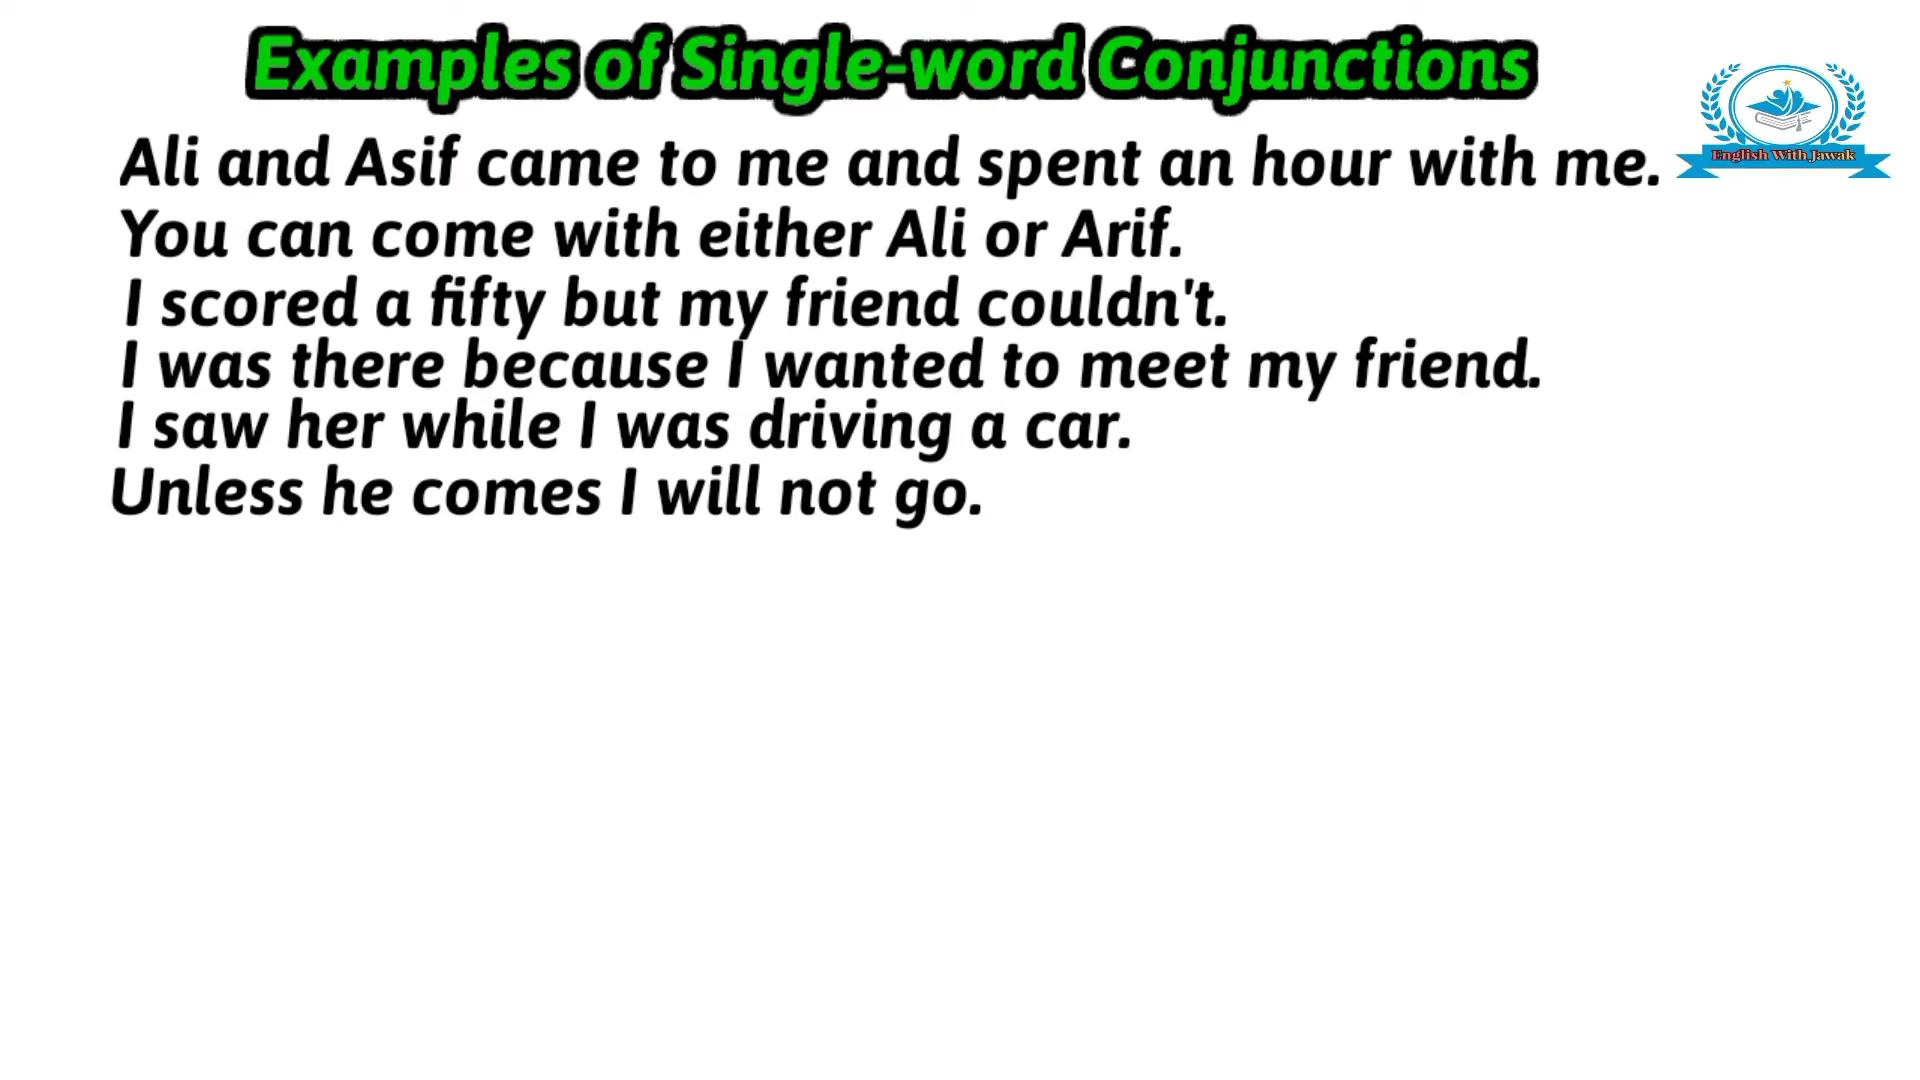 Examples of Single-word Conjunctions
Ali and Asif came to me and spent an hour with me.
English With Jawak
You can come with either Ali or Arif.
I scored a fifty but my friend couldn't.
I was there because I wanted to meet my friend.
I saw her while I was driving a car.
Unless he comes I will not go.